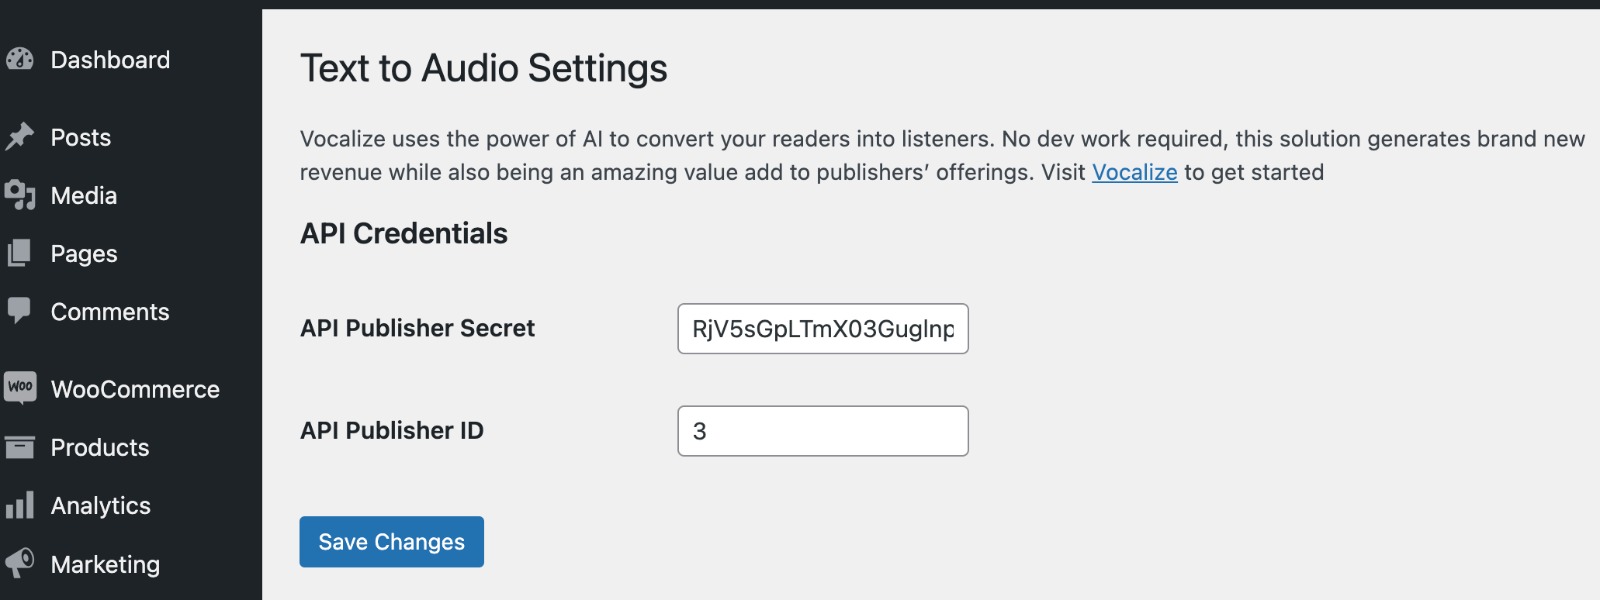 Dashboard
Posts
Media
Pages
Comments
Woo WooCommerce
Products
Analytics
Marketing
Text to Audio Settings
Vocalize uses the power of AI to convert your readers into listeners. No dev work required, this solution generates brand new
revenue while also being an amazing value add to publishers’ offerings. Visit Vocalize to get started
API Credentials
API Publisher Secret
RjV5sGpLTmX03GugInp
API Publisher ID
3
Save Changes